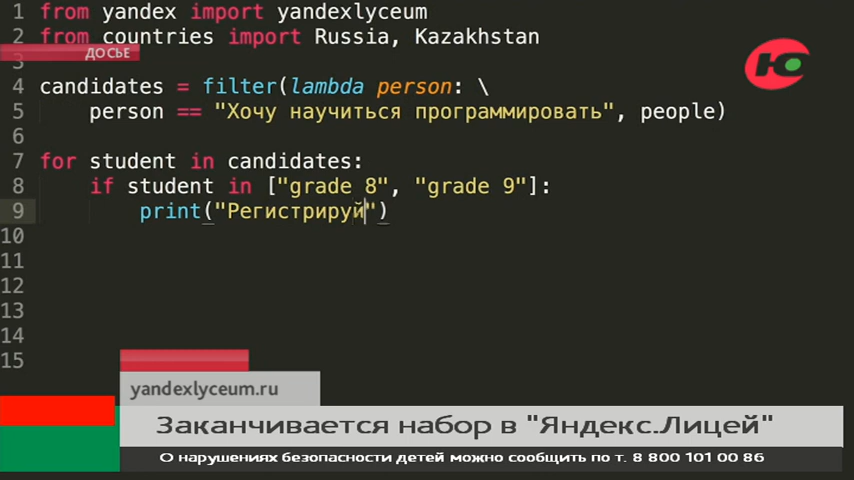 1 from yandex import yandexlyceum
2 from countries import Russia, Kazakhstan
ДОСЬЕ
3
4 candidates = filter(lambda person: \
5 person == "Хочу научиться программировать", people)
6
7 for student in candidates:
8 if student in ["grade 8", "grade 9"]:
9 print("Регистрируй")
10
11
12
13
14
15
Ю
yandexlyceum.ru
Заканчивается набор в "Яндекс.Лицей"
О нарушениях безопасности детей можно сообщить по т. 8 800 101 00 86